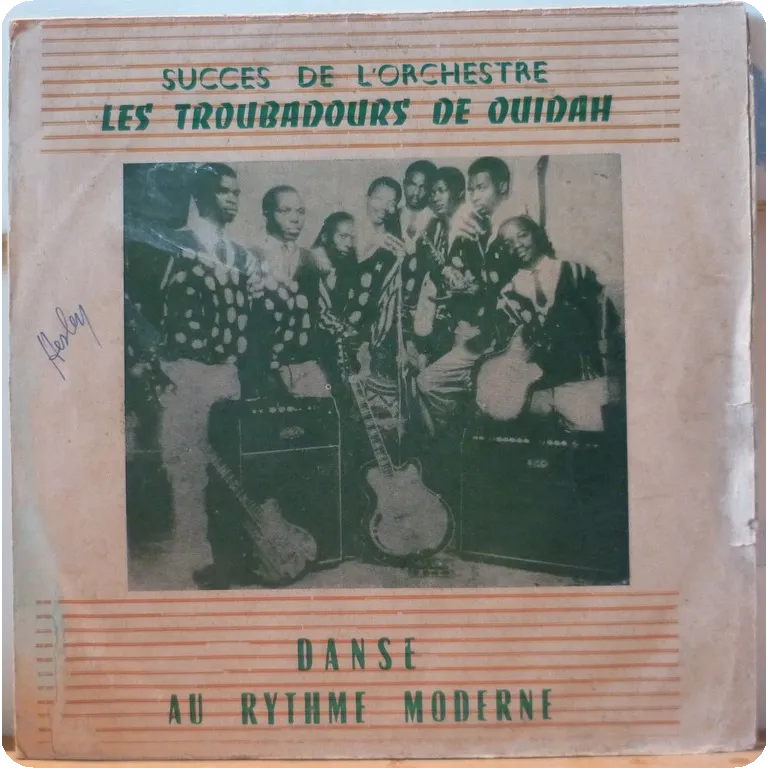 SUCCES DE L'ORCHESTRE
LES TROUBADOURS DE OUIDAH
DANSE
AU RYTHME MODERNE